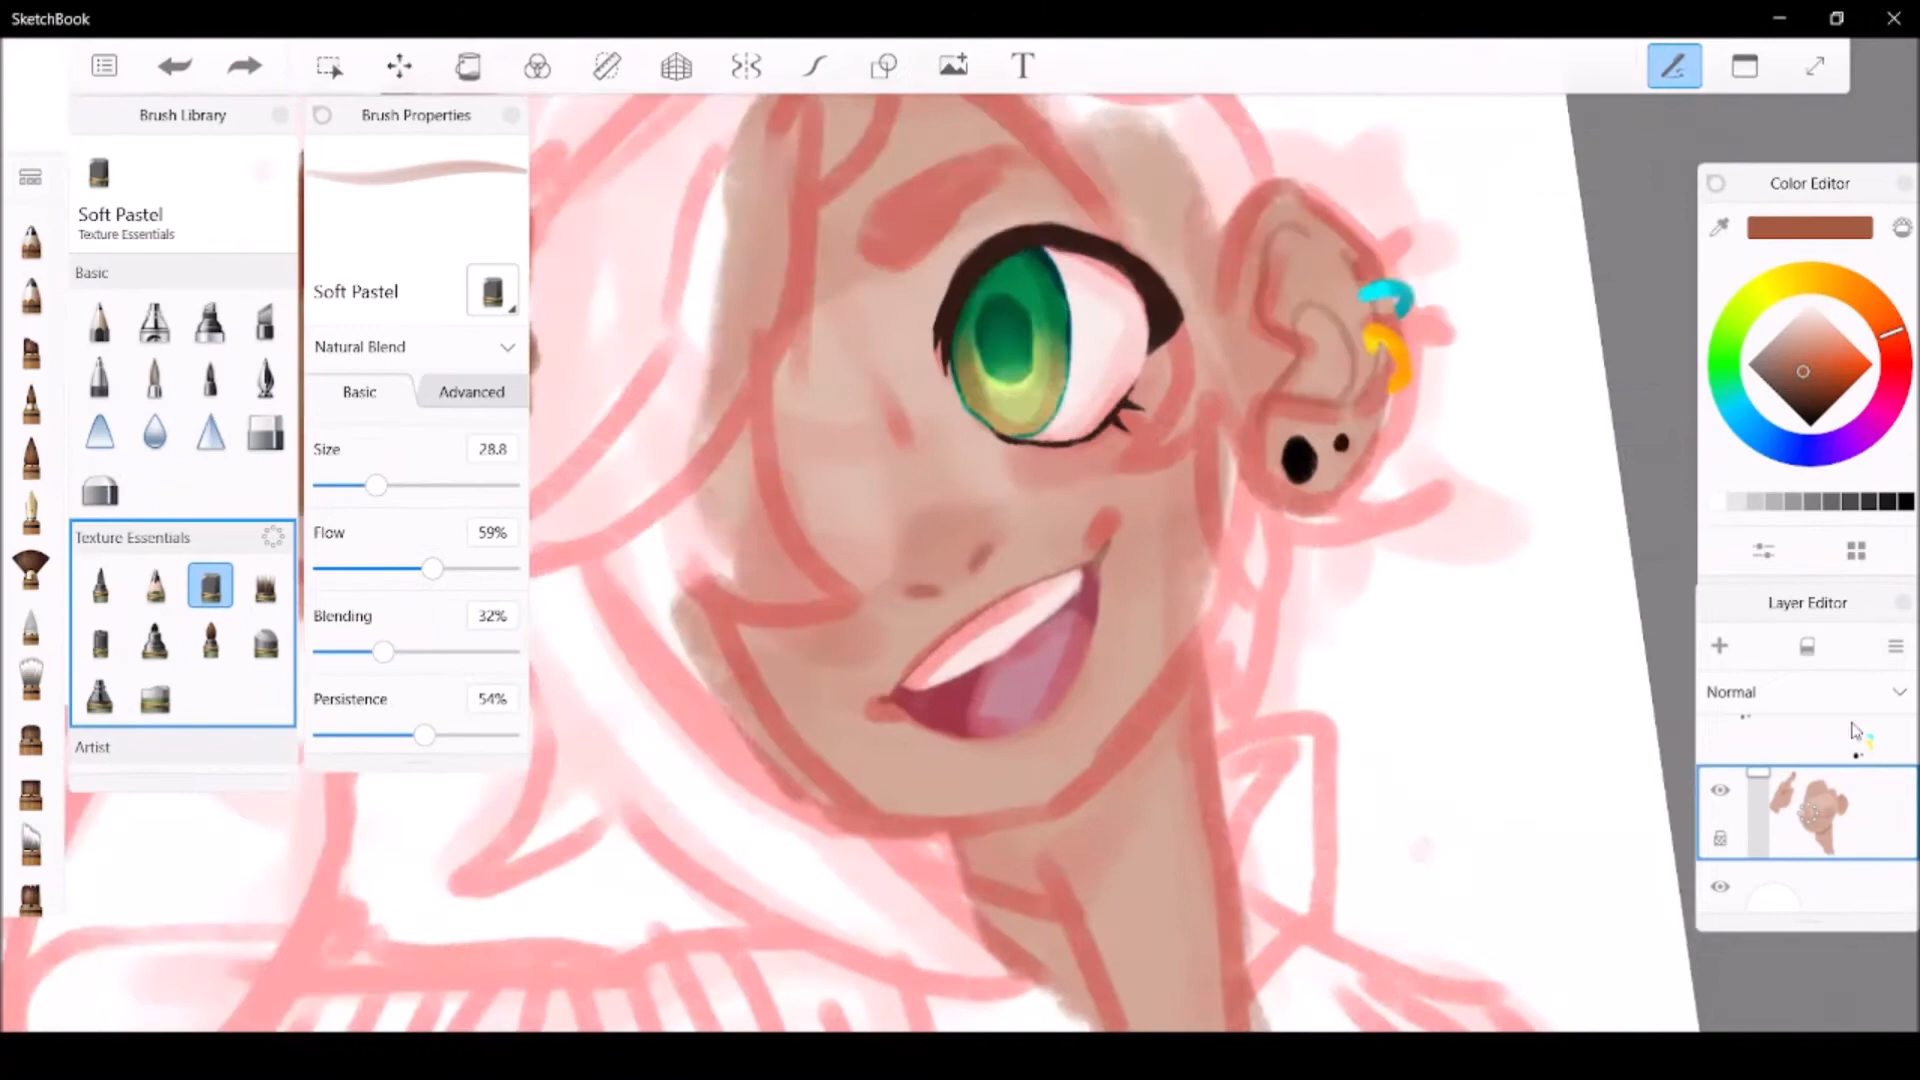 SketchBook
T
Brush Library
Brush Properties
Soft Pastel
Texture Essentials
Basic
Texture Essentials
Artist
Soft Pastel
Natural Blend
Basic
Advanced
Size
28.8
Flow
59%
Blending
32%
Persistence
54%
Color Editor
Layer Editor
Normal